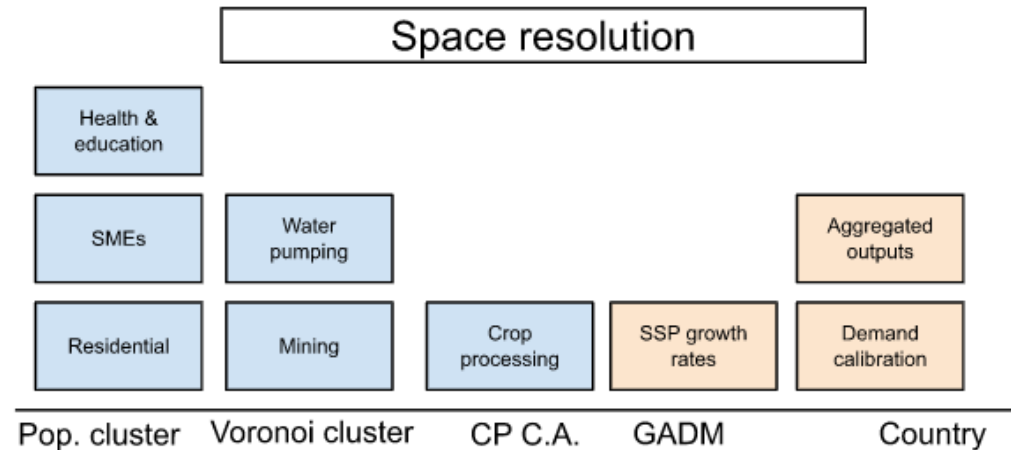 Space resolution
Health &
education
SMEs
Water
pumping
Aggregated
outputs
Residential
Mining
Crop
processing
SSP growth
rates
Demand
calibration
Pop. cluster
Voronoi cluster
CP C.A.
GADM
Country